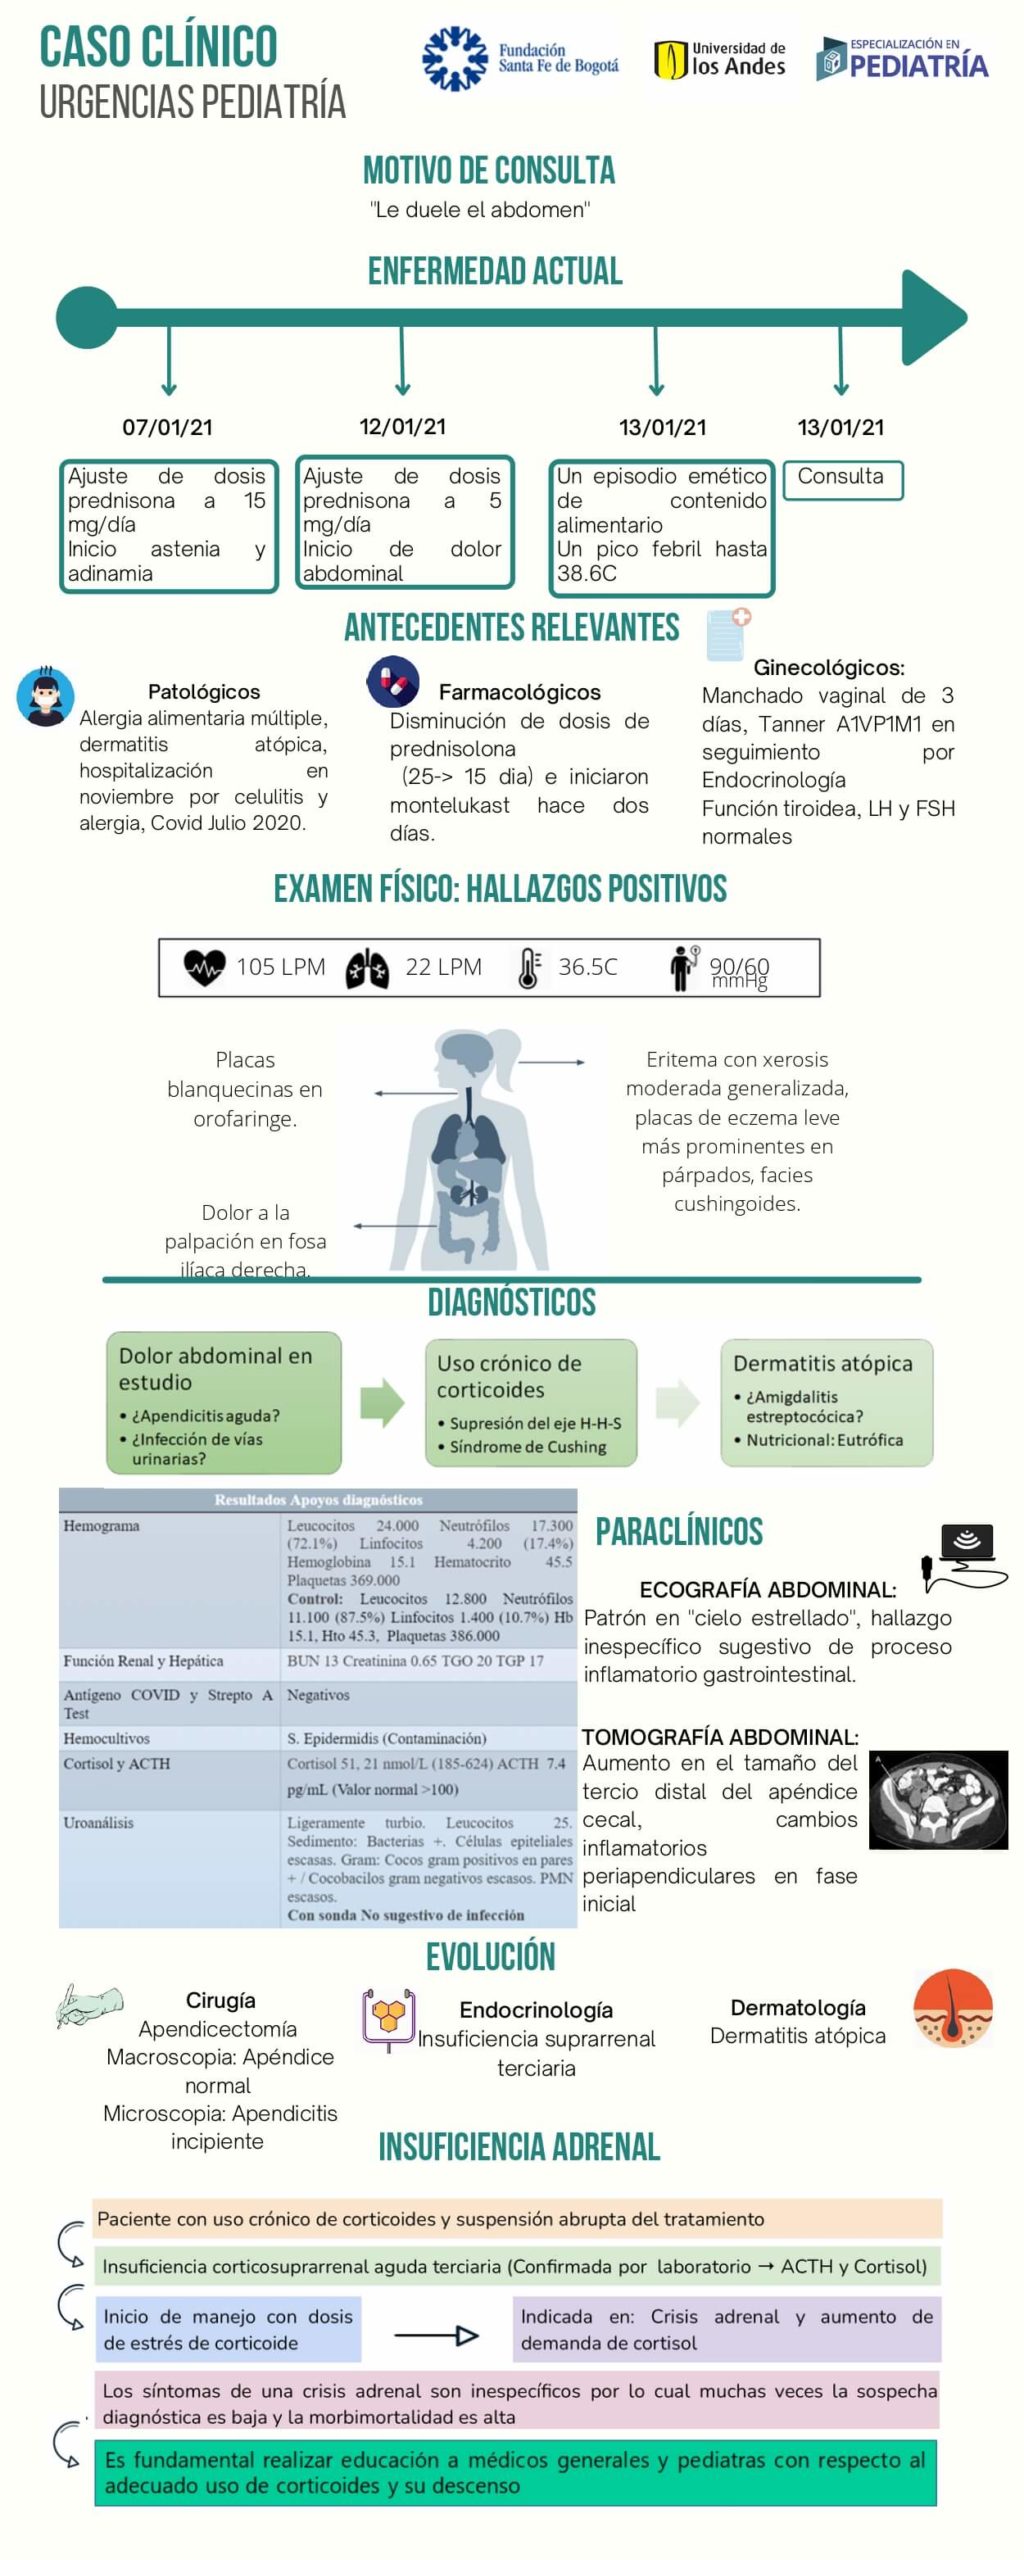 CASO CLÍNICO
URGENCIAS PEDIATRÍA
Fundación
Santa Fe de Bogotá
Universidad de
los Andes
ESPECIALIZACIÓN EN
PEDIATRÍA
MOTIVO DE CONSULTA
"Le duele el abdomen"
ENFERMEDAD ACTUAL
07/01/21
Ajuste de dosis
prednisona a 15
mg/día
Inicio astenia y
adinamia
12/01/21
Ajuste de dosis
prednisona a 5
mg/día
Inicio de dolor
abdominal
13/01/21
Un episodio emético
de contenido
alimentario
Un pico febril hasta
38.6C
13/01/21
Consulta
ANTECEDENTES RELEVANTES
Patológicos
Alergia alimentaria múltiple,
dermatitis atópica,
hospitalización en
noviembre por celulitis y
alergia, Covid Julio 2020.
Farmacológicos
Disminución de dosis de
prednisolona
(25-> 15 dia) e iniciaron
montelukast hace dos
días.
Ginecológicos:
Manchado vaginal de 3
días, Tanner A1VP1M1 en
seguimiento por
Endocrinología
Función tiroidea, LH y FSH
normales
EXAMEN FÍSICO: HALLAZGOS POSITIVOS
105 LPM
22 LPM
36.5C
90/60
mmHg
Placas
blanquecinas en
orofaringe.
Dolor a la
palpación en fosa
ilíaca derecha.
Eritema con xerosis
moderada generalizada,
placas de eczema leve
más prominentes en
párpados, facies
cushingoides.
DIAGNÓSTICOS
Dolor abdominal en
estudio
• ¿Apendicitis aguda?
• ¿Infección de vías
urinarias?
Uso crónico de
corticoides
• Supresión del eje H-H-S
• Síndrome de Cushing
Dermatitis atópica
• ¿Amigdalitis
estreptocócica?
• Nutricional: Eutrófica
Resultados Apoyos diagnósticos
Hemograma
Leucocitos 24.000 Neutrófilos 17.300
(72.1%) Linfocitos 4.200 (17.4%)
Hemoglobina 15.1 Hematocrito 45.5
Plaquetas 369.000
Control: Leucocitos 12.800 Neutrófilos
11.100 (87.5%) Linfocitos 1.400 (10.7%) Hb
15.1, Hto 45.3, Plaquetas 386.000
Función Renal y Hepática
BUN 13 Creatinina 0.65 TGO 20 TGP 17
Antígeno COVID y Strepto A
Test
Negativos
Hemocultivos
S. Epidermidis (Contaminación)
Cortisol y ACTH
Cortisol 51, 21 nmol/L (185-624) ACTH 7.4
pg/mL (Valor normal >100)
Uroanálisis
Ligeramente turbio. Leucocitos 25.
Sedimento: Bacterias +. Células epiteliales
escasas. Gram: Cocos gram positivos en pares
+ / Cocobacilos gram negativos escasos. PMN
escasos.
Con sonda No sugestivo de infección
PARACLÍNICOS
ECOGRAFÍA ABDOMINAL:
Patrón en "cielo estrellado", hallazgo
inespecífico sugestivo de proceso
inflamatorio gastrointestinal.
TOMOGRAFÍA ABDOMINAL:
Aumento en el tamaño del
tercio distal del apéndice
cecal, cambios
inflamatorios
periapendiculares en fase
inicial
A
EVOLUCIÓN
Cirugía
Apendicectomía
Macroscopia: Apéndice
normal
Microscopia: Apendicitis
incipiente
Endocrinología
Insuficiencia suprarrenal
terciaria
Dermatología
Dermatitis atópica
INSUFICIENCIA ADRENAL
Paciente con uso crónico de corticoides y suspensión abrupta del tratamiento
Insuficiencia corticosuprarrenal aguda terciaria (Confirmada por laboratorio → ACTH y Cortisol)
Inicio de manejo con dosis
de estrés de corticoide
Indicada en: Crisis adrenal y aumento de
demanda de cortisol
Los síntomas de una crisis adrenal son inespecíficos por lo cual muchas veces la sospecha
diagnóstica es baja y la morbimortalidad es alta
Es fundamental realizar educación a médicos generales y pediatras con respecto al
adecuado uso de corticoides y su descenso